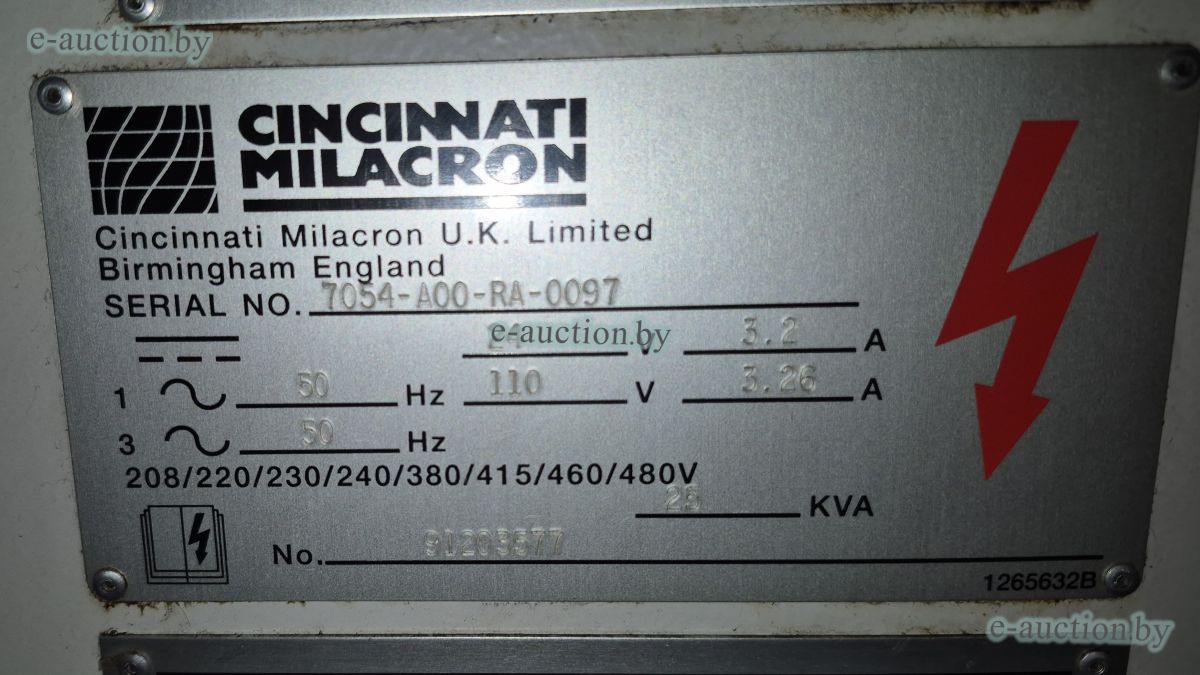 e-auction.by
CINCINNATI
MILACRON
Cincinnati Milacron U.K. Limited
Birmingham England
SERIAL NO. 7054-A00-RA-0097
e-auction.by V 3.2 A
1 50 Hz 110 V 3.26 A
3 50 Hz
208/220/230/240/380/415/460/480V
KVA
No. 91203577
1265632B
e-auction.by